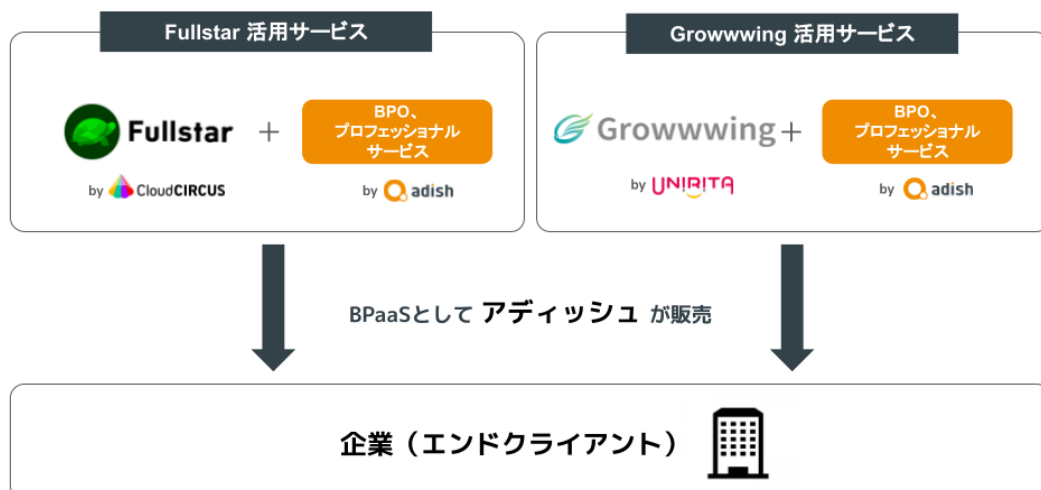 Fullstar 活用サービス
Growwwing 活用サービス
Fullstar
+
BPO、
プロフェッショナル
サービス
by CloudCIRCUS
by adish
Growwwing
+
BPO、
プロフェッショナル
サービス
by UNIRITA
by adish
BPaaSとして アディッシュ が販売
企業(エンドクライアント)